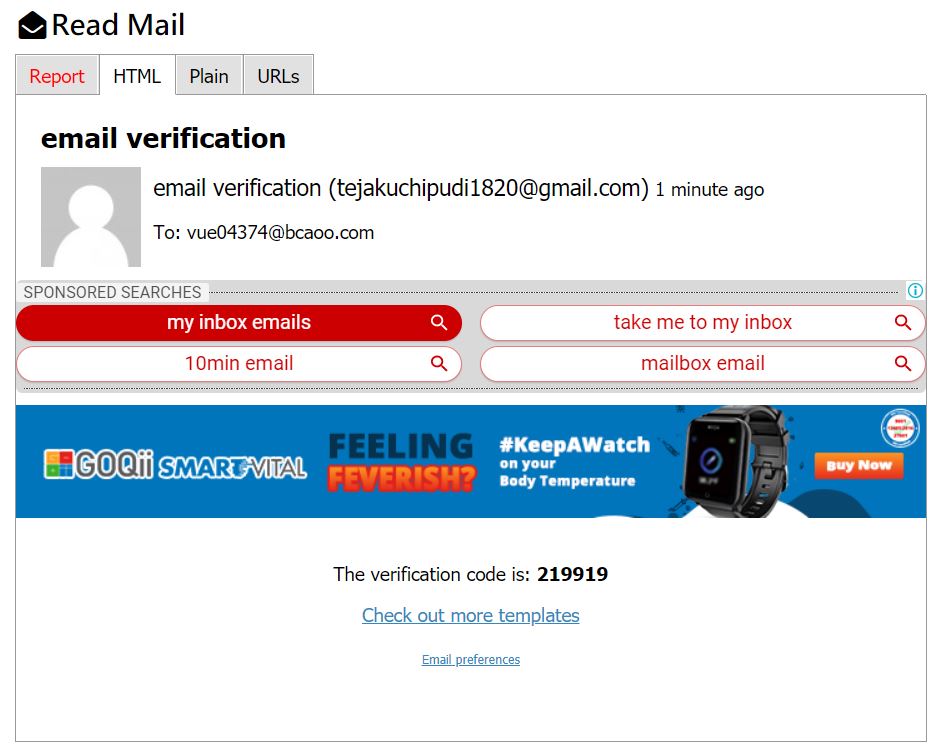 Read Mail
Report HTML Plain URLs
email verification
email verification (tejakuchipudi1820@gmail.com) 1 minute ago
To: vue04374@bcaoo.com
SPONSORED SEARCHES
my inbox emails
take me to my inbox
10min email
mailbox email
GOQii SMART VITAL
FEELING
FEVERISH?
#KeepAWatch
on your
Body Temperature
Buy Now
The verification code is: 219919
Check out more templates
Email preferences